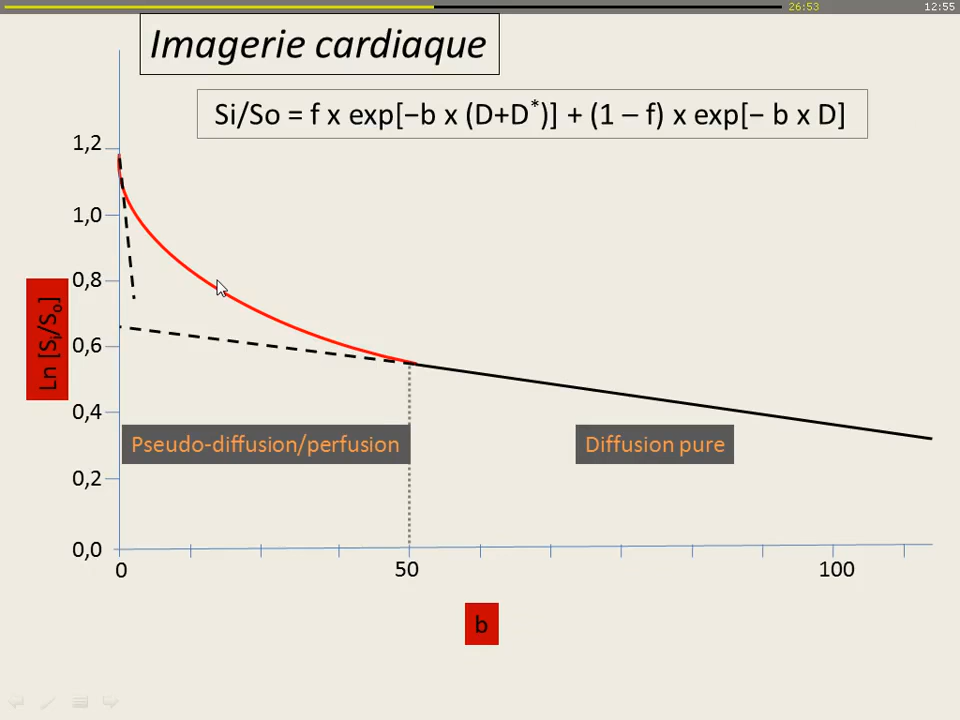 26:53
12:55
Imagerie cardiaque
Si/So = f x exp[−b x (D+D*)] + (1 – f) x exp[− b x D]
1,2
1,0
0,8
0,6
0,4
0,2
0,0
Ln [Si/So]
Pseudo-diffusion/perfusion
Diffusion pure
0
50
100
b